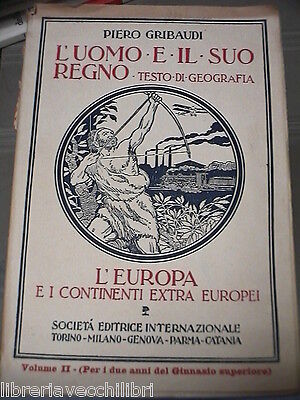 PIERO GRIBAUDI
L'UOMO · E · IL · SUO
REGNO · TESTO · DI · GEOGRAFIA
L'EUROPA
E I CONTINENTI EXTRA EUROPEI
SOCIETÀ EDITRICE INTERNAZIONALE
TORINO - MILANO - GENOVA - PARMA - CATANIA
Volume II - (Per i due anni del Ginnasio superiore)
libreriavecchilibri